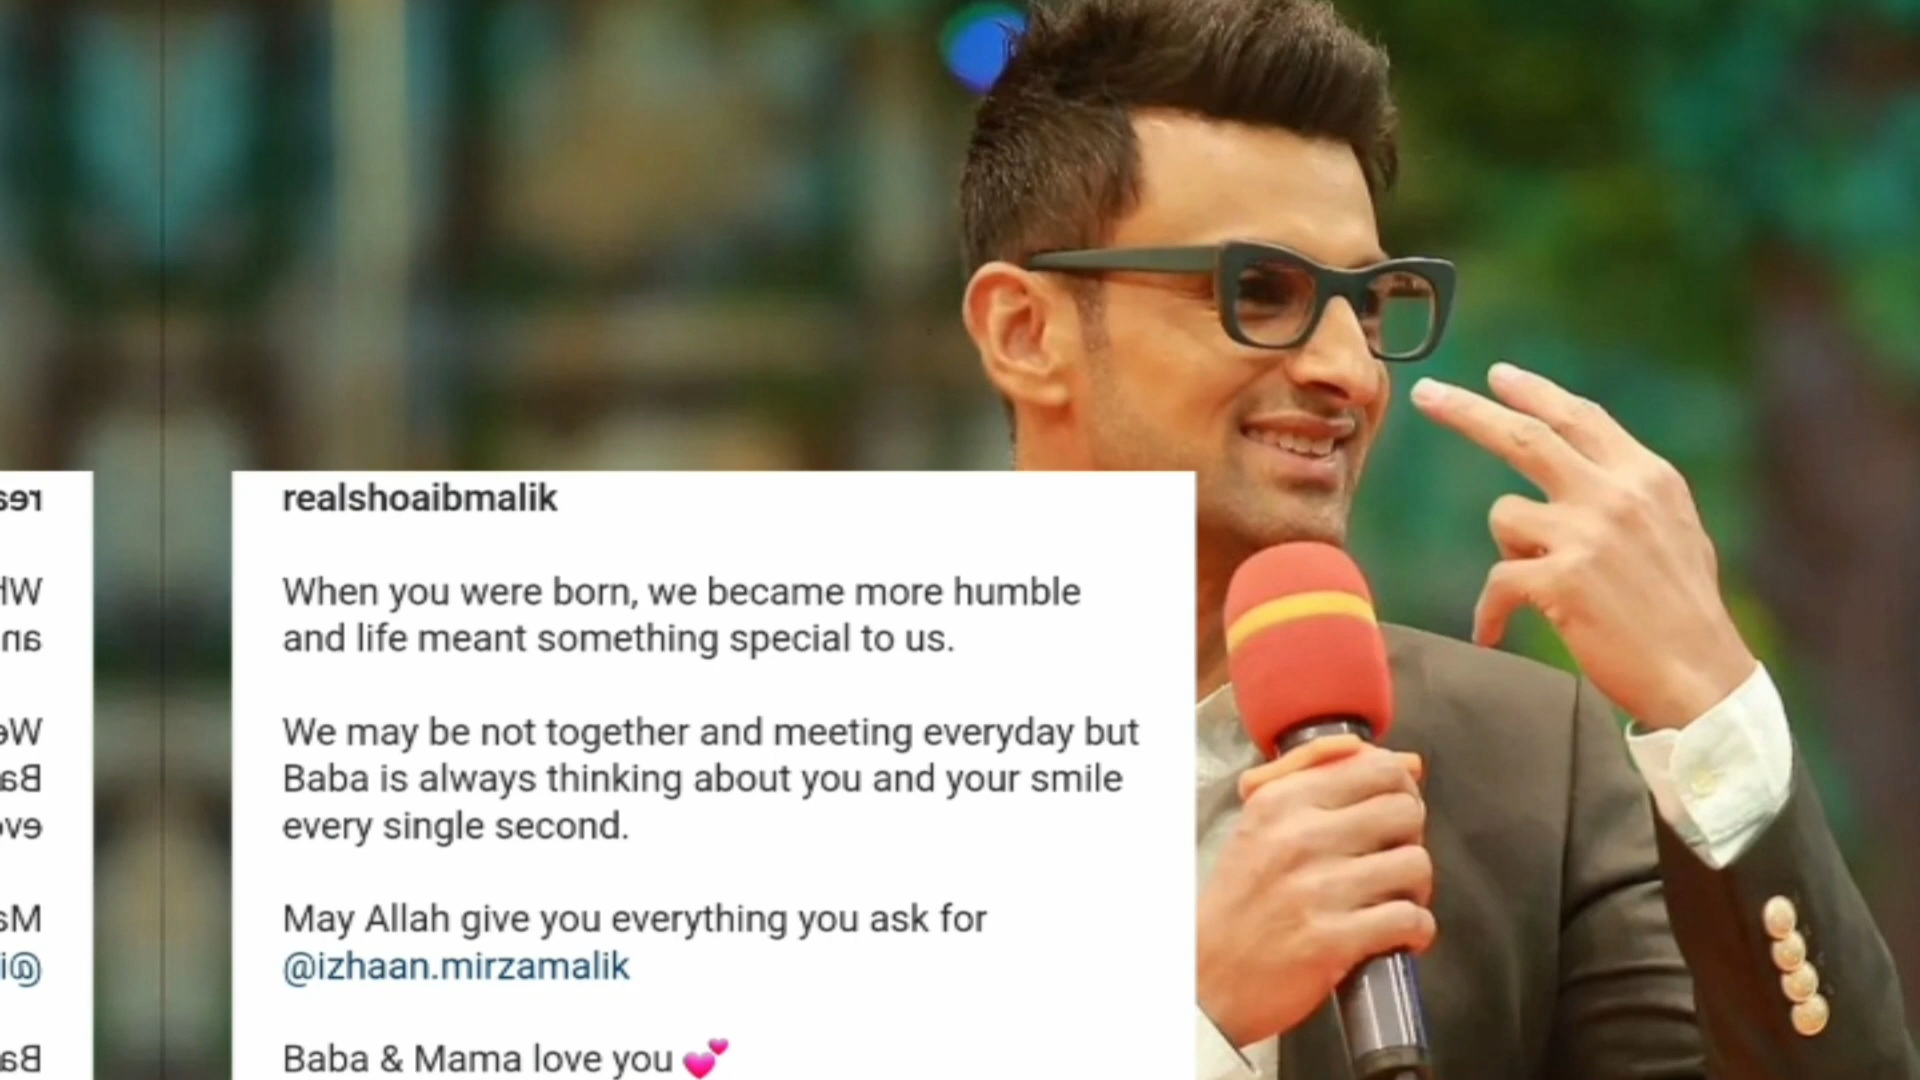 realshoaibmalik
When you were born, we became more humble
and life meant something special to us.
We may be not together and meeting everyday but
Baba is always thinking about you and your smile
every single second.
May Allah give you everything you ask for
@izhaan.mirzamalik
Baba & Mama love you 💕